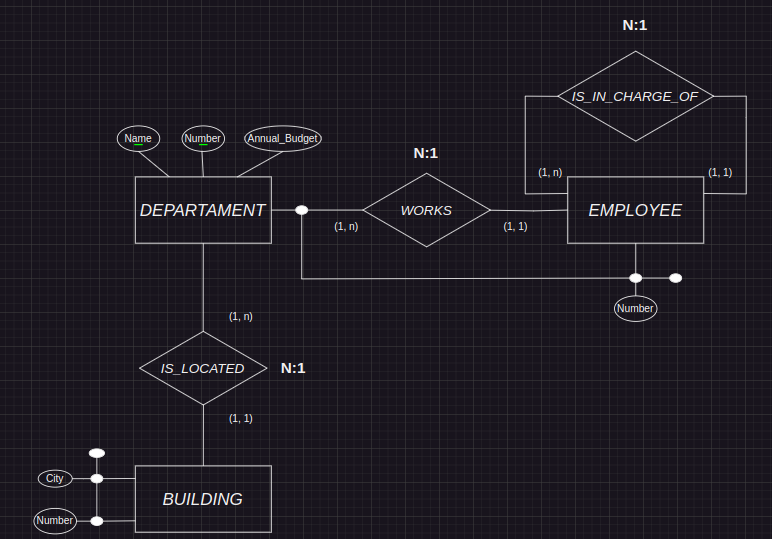 N:1
IS_IN_CHARGE_OF
Name
Number
Annual_Budget
N:1
(1, n)
(1, 1)
DEPARTAMENT
WORKS
EMPLOYEE
(1, n)
(1, 1)
Number
(1, n)
IS_LOCATED
N:1
(1, 1)
City
BUILDING
Number